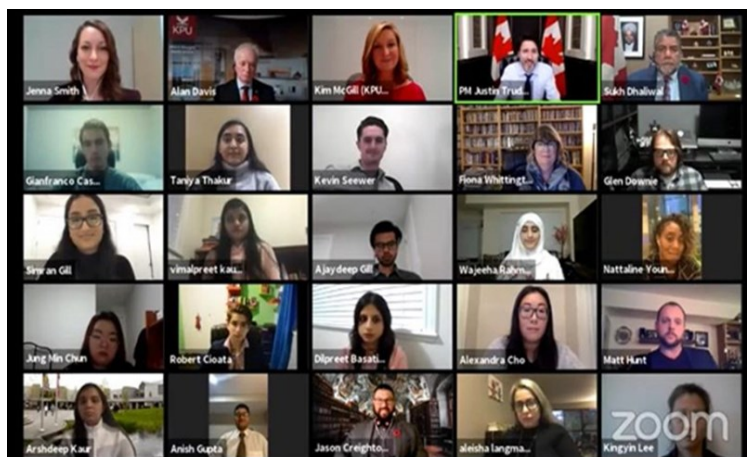 KPU
Jenna Smith
Alan Davis
Kim McGill (KPU...
PM Justin Trud...
Sukh Dhaliwal
Gianfranco Cas...
Taniya Thakur
Kevin Seewer
Fiona Whittingt...
Glen Downie
Simran Gill
vimalpreet kau...
Ajaydeep Gill
Wajeeha Rahm...
Nattaline Youn...
Jung Min Chun
Robert Cioata
Dilpreet Basati...
Alexandra Cho
Matt Hunt
Arshdeep Kaur
Anish Gupta
Jason Creighto...
aleisha langma...
Kingyin Lee
zoom